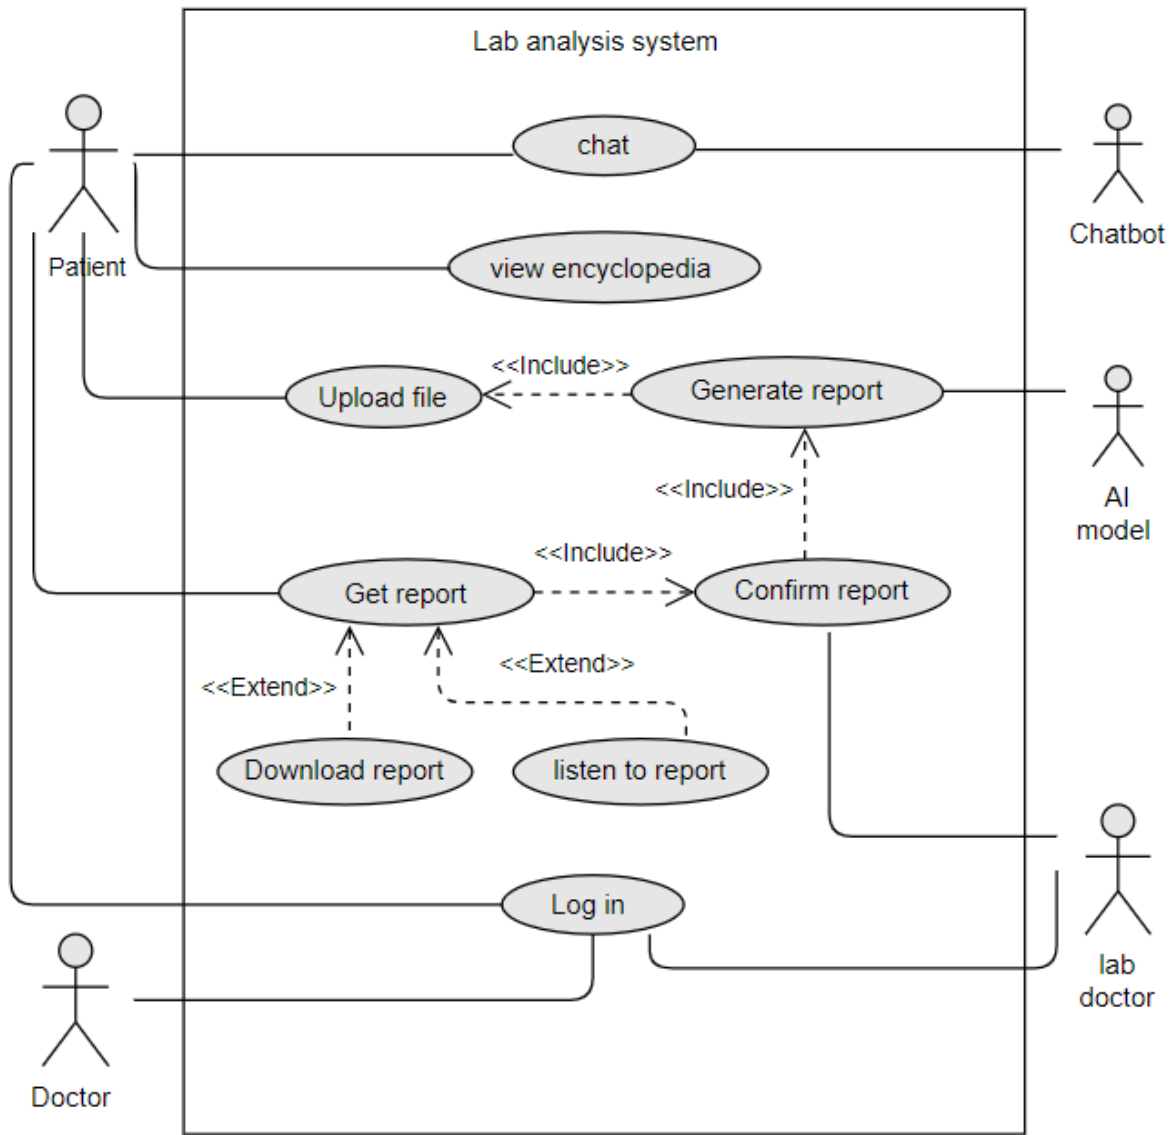 Lab analysis system
chat
Chatbot
Patient
view encyclopedia
<<Include>>
Upload file
Generate report
<<Include>>
AI
model
<<Include>>
Get report
Confirm report
<<Extend>>
<<Extend>>
Download report
listen to report
Log in
lab
doctor
Doctor